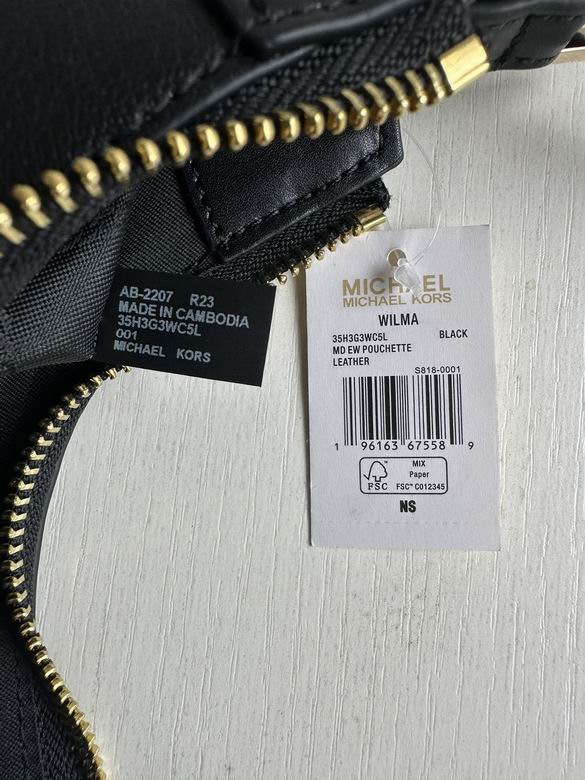 AB-2207 R23
MADE IN CAMBODIA
35H3G3WC5L
001
MICHAEL KORS
MICHAEL
MICHAEL KORS
WILMA
35H3G3WC5L BLACK
MD EW POUCHETTE
LEATHER
S818-0001
1 96163 67558 9
FSC
MIX
Paper
FSC™ C012345
NS